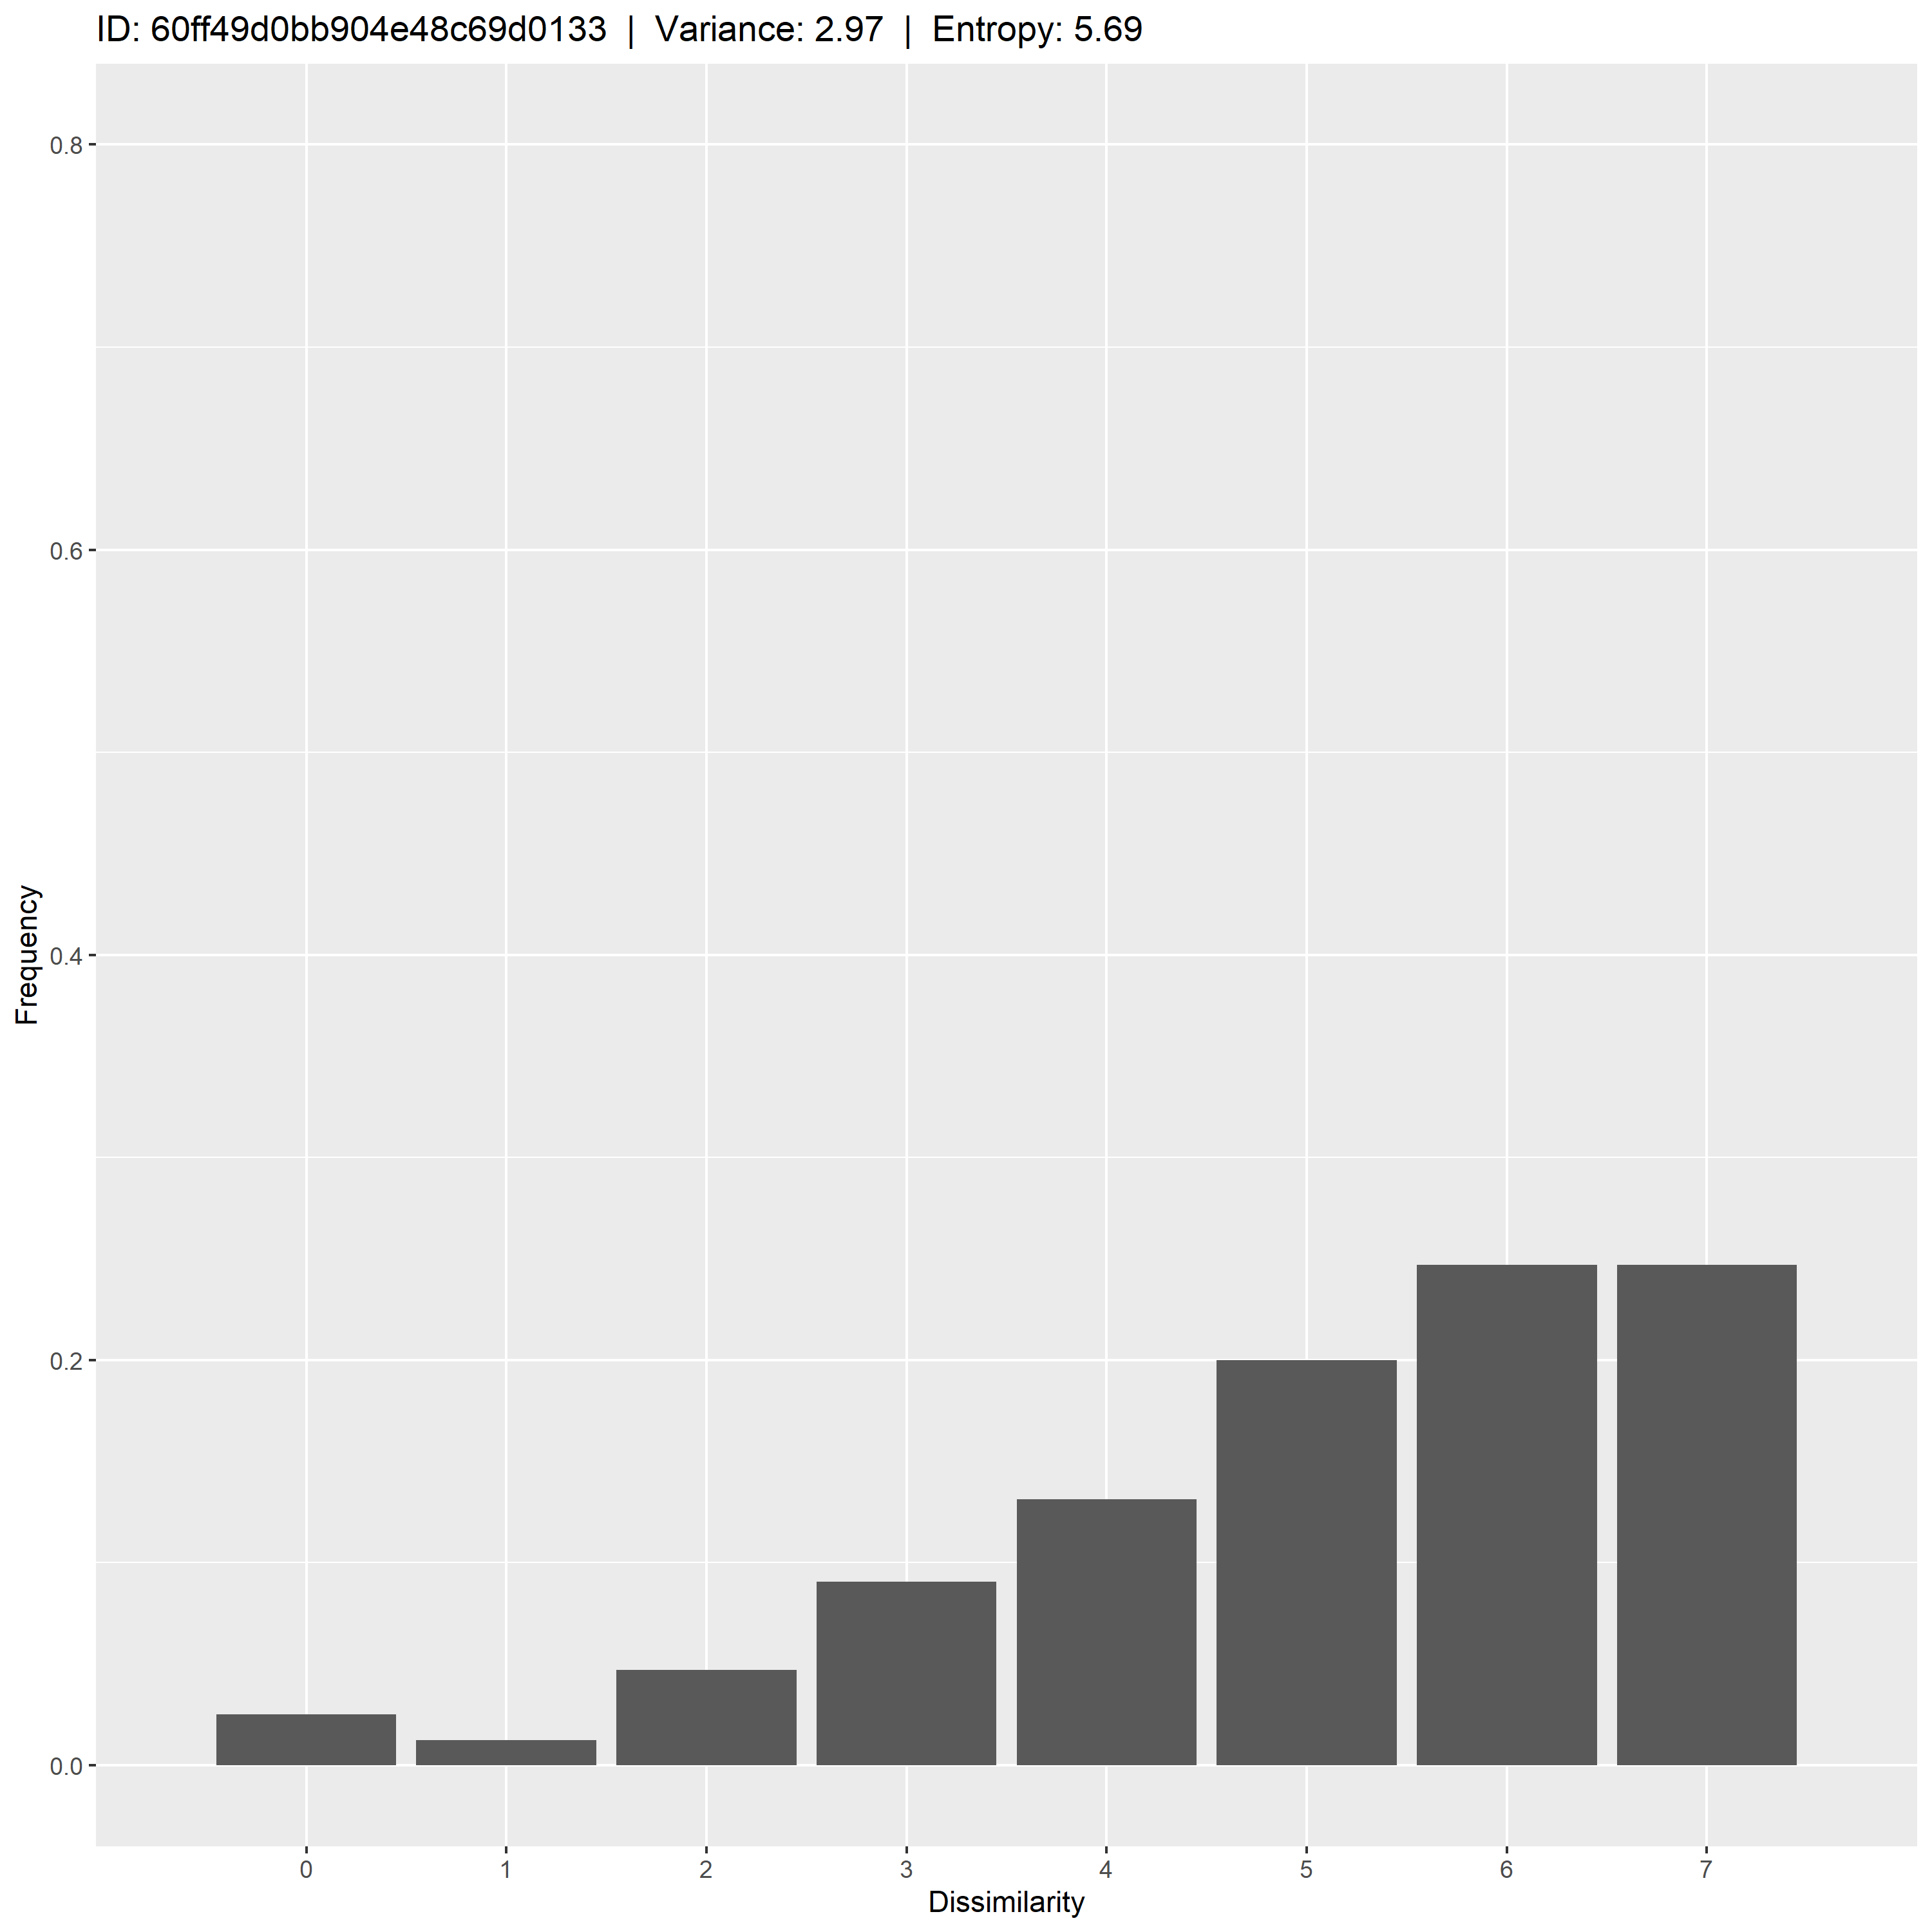 ID: 60ff49d0bb904e48c69d0133 | Variance: 2.97 | Entropy: 5.69
0.8
0.6
0.4
0.2
0.0
Frequency
0 1 2 3 4 5 6 7
Dissimilarity